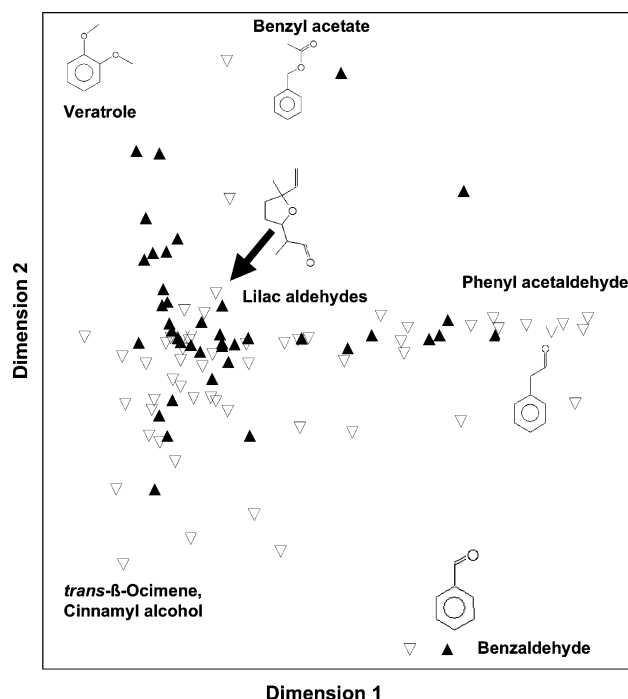 Benzyl acetate
Veratrole
Lilac aldehydes
Phenyl acetaldehyde
trans-ß-Ocimene,
Cinnamyl alcohol
Benzaldehyde
Dimension 2
Dimension 1
O
O
O
O
O
O
O
O